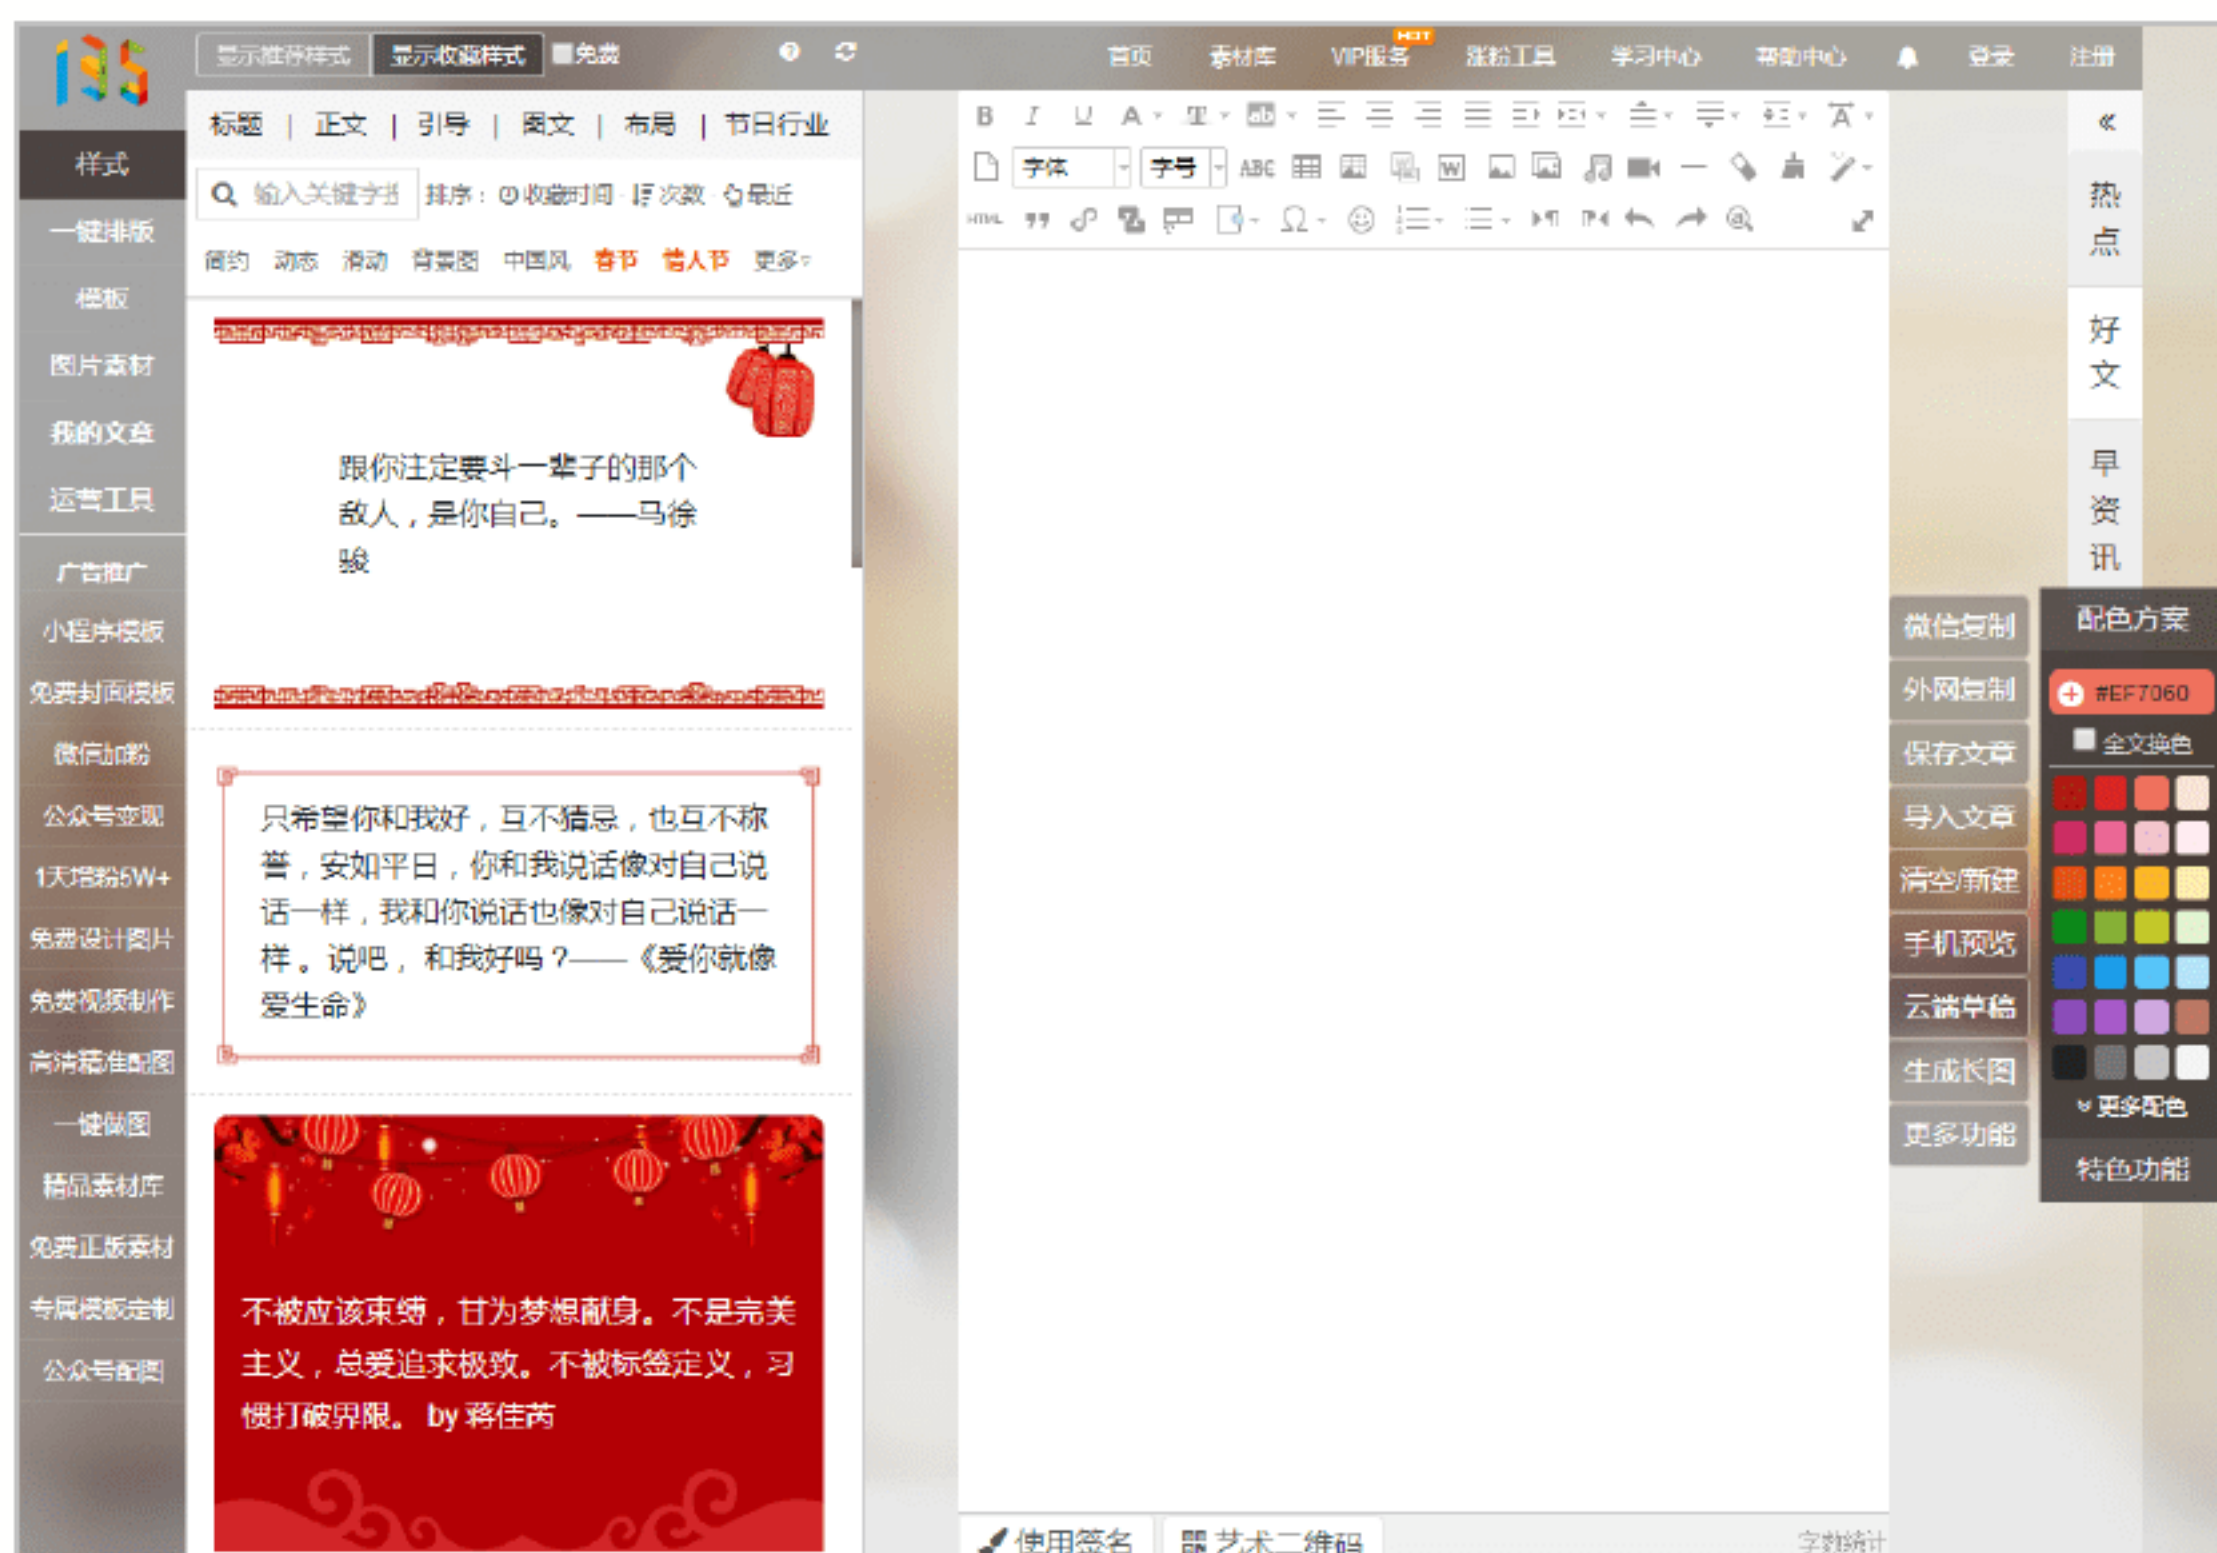 135
显示推荐样式 显示收藏样式 免费
首页 素材库 VIP服务 HOT 涨粉工具 学习中心 帮助中心 登录 注册
样式
一键排版
模板
图片素材
我的文章
运营工具
广告推广
小程序模板
免费封面模板
微信加粉
公众号变现
1天增粉5W+
免费设计图片
免费视频制作
高清精准配图
一键做图
精品素材库
免费正版素材
专属模板定制
公众号配图
标题 | 正文 | 引导 | 图文 | 布局 | 节日行业
输入关键字 排序：收藏时间 · 次数 · 最近
简约 动态 滑动 背景图 中国风 春节 情人节 更多
跟你注定要斗一辈子的那个
敌人，是你自己。——马徐
骏
只希望你和我好，互不猜忌，也互不称
誉，安如平日，你和我说话像对自己说
话一样，我和你说话也像对自己说话一
样。说吧，和我好吗？——《爱你就像
爱生命》
不被应该束缚，甘为梦想献身。不是完美
主义，总爱追求极致。不被标签定义，习
惯打破界限。 by 蒋佳芮
B I U A T ab A
字体 字号 ABC W
HTML
使用签名 艺术二维码 字数统计
«
热点
好文
早资讯
微信复制
外网复制
保存文章
导入文章
清空/新建
手机预览
云端草稿
生成长图
更多功能
配色方案
#EF7060
全文换色
更多配色
特色功能